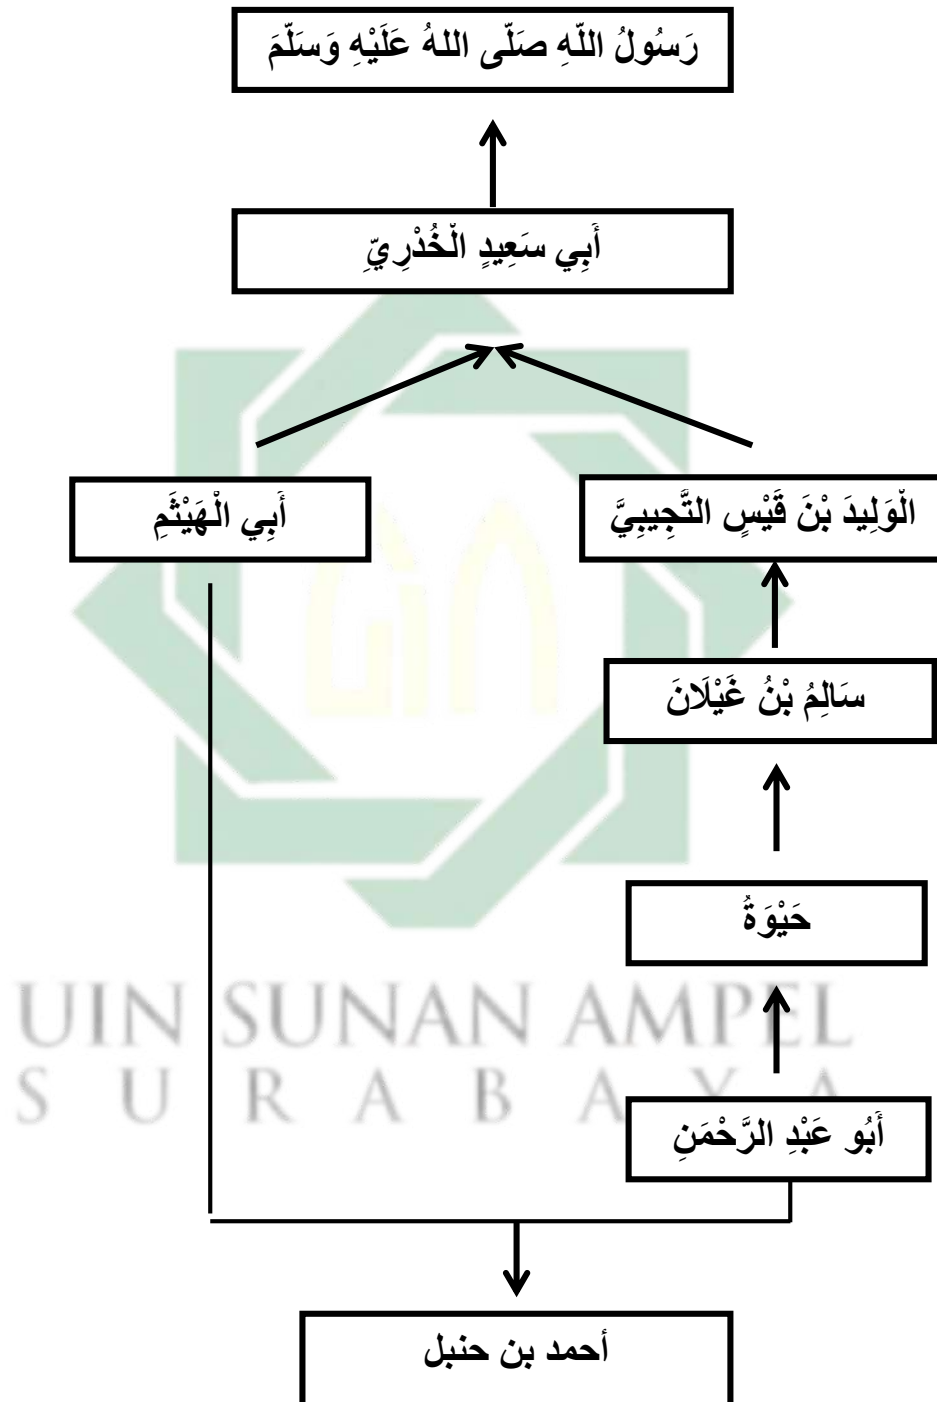 رَسُولُ اللّهِ صَلّى اللهُ عَلَيْهِ وَسَلّمَ
أَبِي سَعِيدٍ الْخُدْرِيّ
أَبِي الْهَيْثَمِ
الْوَلِيدَ بْنَ قَيْسٍ التَّجِيبِيَّ
سَالِمُ بْنُ غَيْلَانَ
حَيْوَةُ
UIN SUNAN AMPEL
SURABAYA
أَبُو عَبْدِ الرَّحْمَنِ
أحمد بن حنبل